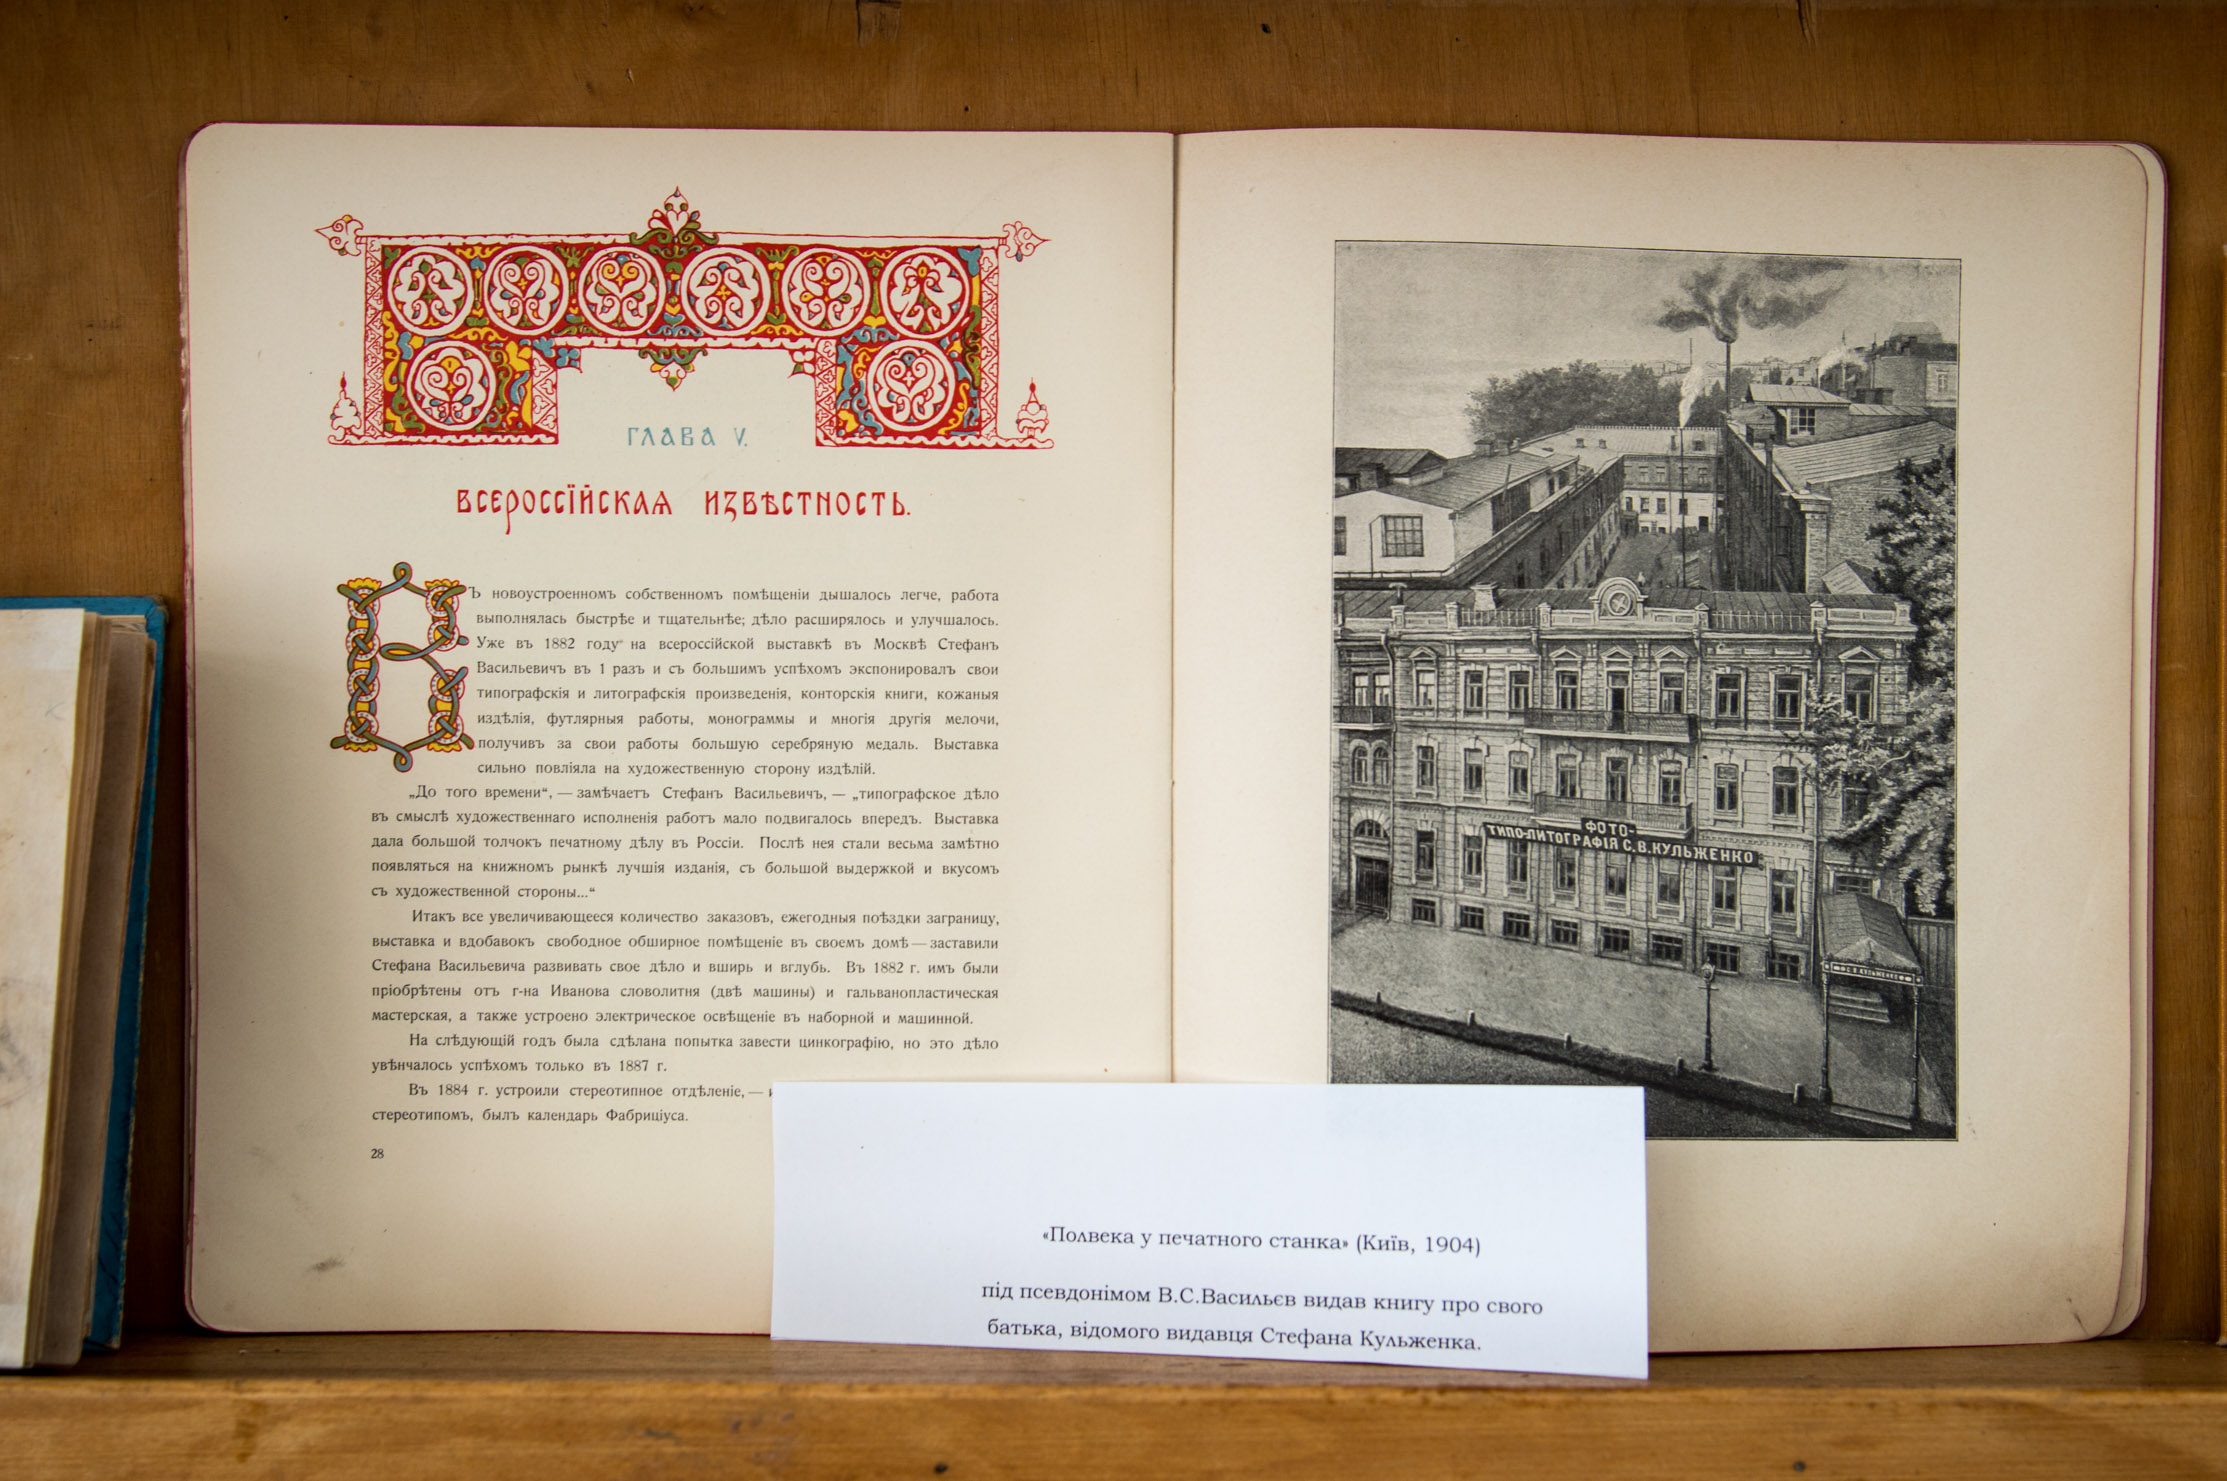 ГЛАВА V.
ВСЕРОССІЙСКАЯ ИЗВѢСТНОСТЬ.
Въ новоустроенномъ собственномъ помѣщеніи дышалось легче, работа
выполнялась быстрѣе и тщательнѣе; дѣло расширялось и улучшалось.
Уже въ 1882 году на всероссійской выставкѣ въ Москвѣ Стефанъ
Васильевичъ въ 1 разъ и съ большимъ успѣхомъ экспонировалъ свои
типографскія и литографскія произведенія, конторскія книги, кожаныя
издѣлія, футлярныя работы, монограммы и многія другія мелочи,
получивъ за свои работы большую серебряную медаль. Выставка
сильно повліяла на художественную сторону издѣлій.
„До того времени“, — замѣчаетъ Стефанъ Васильевичъ, — „типографское дѣло
въ смыслѣ художественнаго исполненія работъ мало подвигалось впередъ. Выставка
дала большой толчокъ печатному дѣлу въ Россіи. Послѣ нея стали весьма замѣтно
появляться на книжномъ рынкѣ лучшія изданія, съ большой выдержкой и вкусомъ
съ художественной стороны...“
Итакъ все увеличивающееся количество заказовъ, ежегодныя поѣздки заграницу,
выставка и вдобавокъ свободное обширное помѣщеніе въ своемъ домѣ — заставили
Стефана Васильевича развивать свое дѣло и вширь и вглубь. Въ 1882 г. имъ были
пріобрѣтены отъ г-на Иванова словолитня (двѣ машины) и гальванопластическая
мастерская, а также устроено электрическое освѣщеніе въ наборной и машинной.
На слѣдующій годъ была сдѣлана попытка завести цинкографію, но это дѣло
увѣнчалось успѣхомъ только въ 1887 г.
Въ 1884 г. устроили стереотипное отдѣленіе, —
стереотипомъ, былъ календарь Фабриціуса.
28
ФОТО-
ТИПО-ЛИТОГРАФІЯ С.В.КУЛЬЖЕНКО
«Полвека у печатного станка» (Київ, 1904)
під псевдонімом В.С.Васильєв видав книгу про свого
батька, відомого видавця Стефана Кульженка.